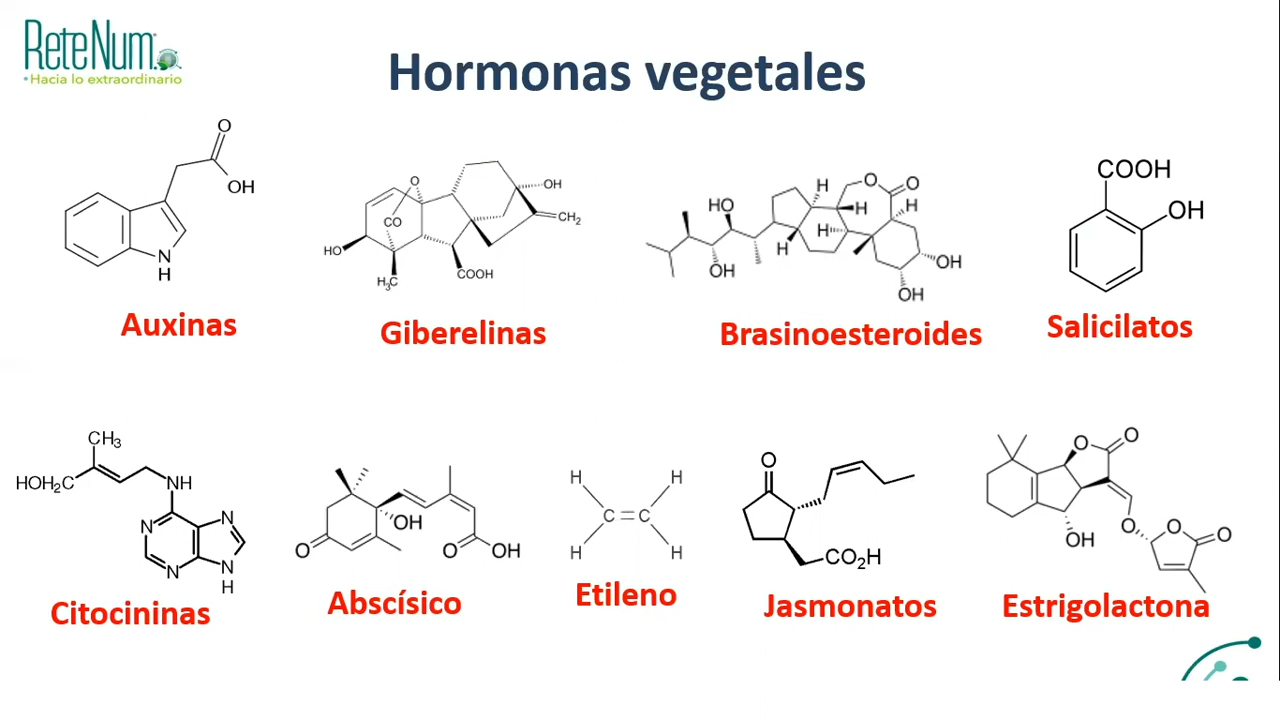 ReteNum
Hacia lo extraordinario
Hormonas vegetales
O
OH
N
H
Auxinas
O
OH
CO
CH2
HO
H3C
COOH
Giberelinas
O
O
H
HO
H
H
H
H
OH
OH
OH
Brasinoesteroides
COOH
OH
Salicilatos
CH3
HOH2C
NH
N
N
N
N
H
Citocininas
OH
O
O
OH
Abscísico
H
H
C=C
H
H
Etileno
O
CO2H
Jasmonatos
O
O
OH
O
O
O
Estrigolactona